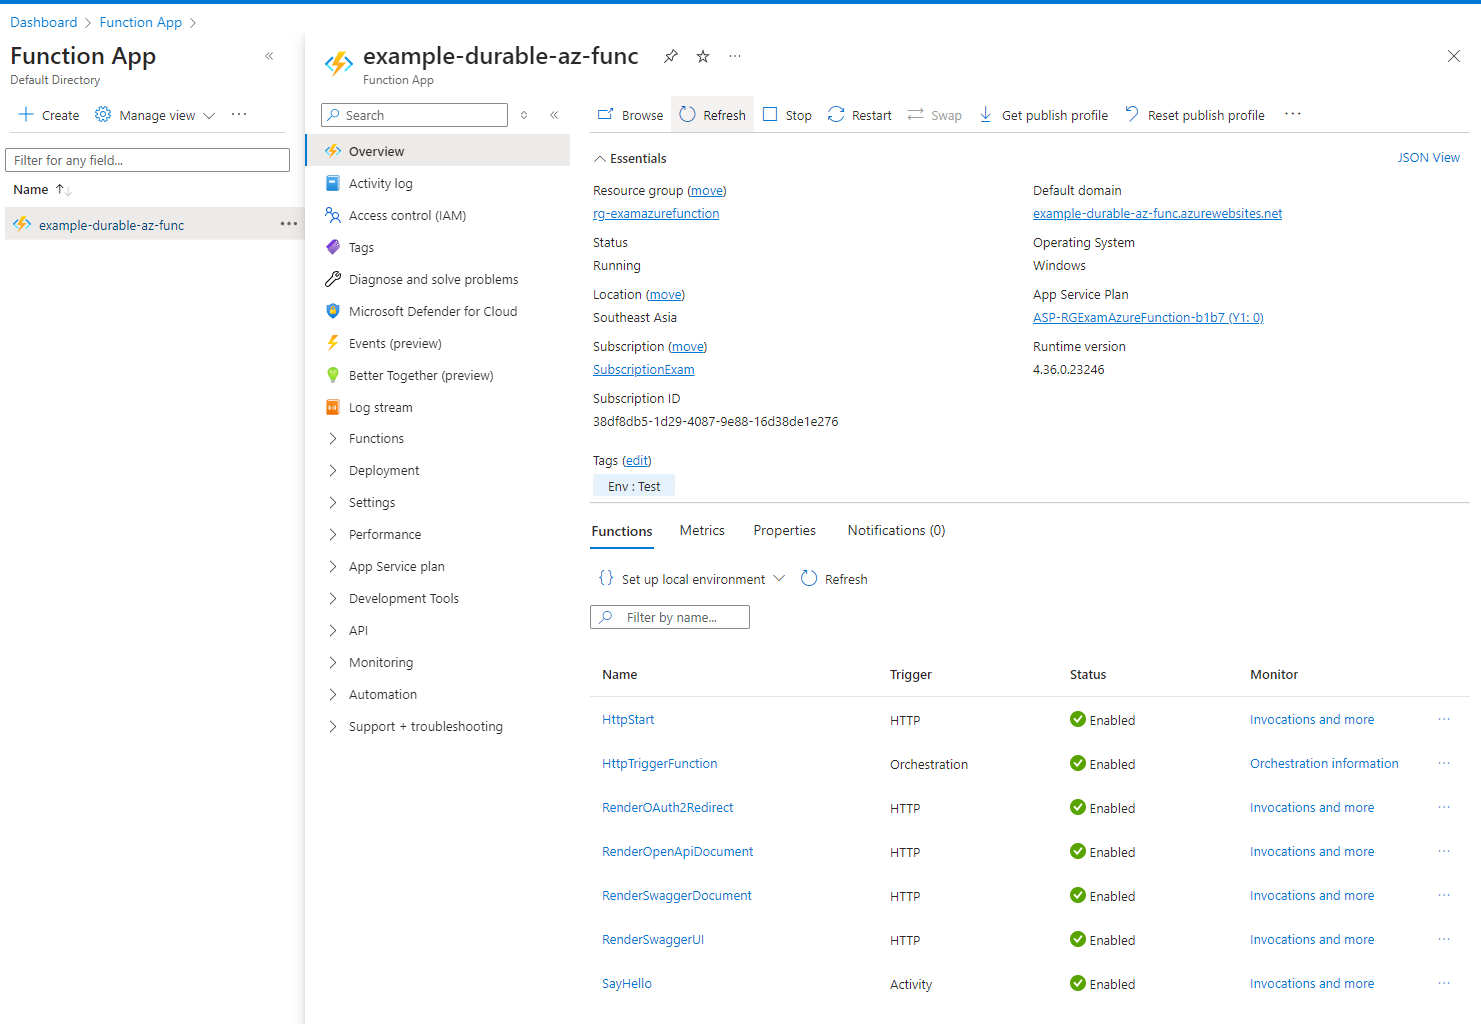 Dashboard > Function App >
Function App
Default Directory
Create Manage view
Filter for any field...
Name
example-durable-az-func
example-durable-az-func
Function App
Search
Overview
Activity log
Access control (IAM)
Tags
Diagnose and solve problems
Microsoft Defender for Cloud
Events (preview)
Better Together (preview)
Log stream
Functions
Deployment
Settings
Performance
App Service plan
Development Tools
API
Monitoring
Automation
Support + troubleshooting
Browse Refresh Stop Restart Swap Get publish profile Reset publish profile
Essentials
JSON View
Resource group (move)
rg-examazurefunction
Status
Running
Location (move)
Southeast Asia
Subscription (move)
SubscriptionExam
Subscription ID
38df8db5-1d29-4087-9e88-16d38de1e276
Default domain
example-durable-az-func.azurewebsites.net
Operating System
Windows
App Service Plan
ASP-RGExamAzureFunction-b1b7 (Y1: 0)
Runtime version
4.36.0.23246
Tags (edit)
Env : Test
Functions Metrics Properties Notifications (0)
Set up local environment Refresh
Filter by name...
Name Trigger Status Monitor
HttpStart HTTP Enabled Invocations and more
HttpTriggerFunction Orchestration Enabled Orchestration information
RenderOAuth2Redirect HTTP Enabled Invocations and more
RenderOpenApiDocument HTTP Enabled Invocations and more
RenderSwaggerDocument HTTP Enabled Invocations and more
RenderSwaggerUI HTTP Enabled Invocations and more
SayHello Activity Enabled Invocations and more